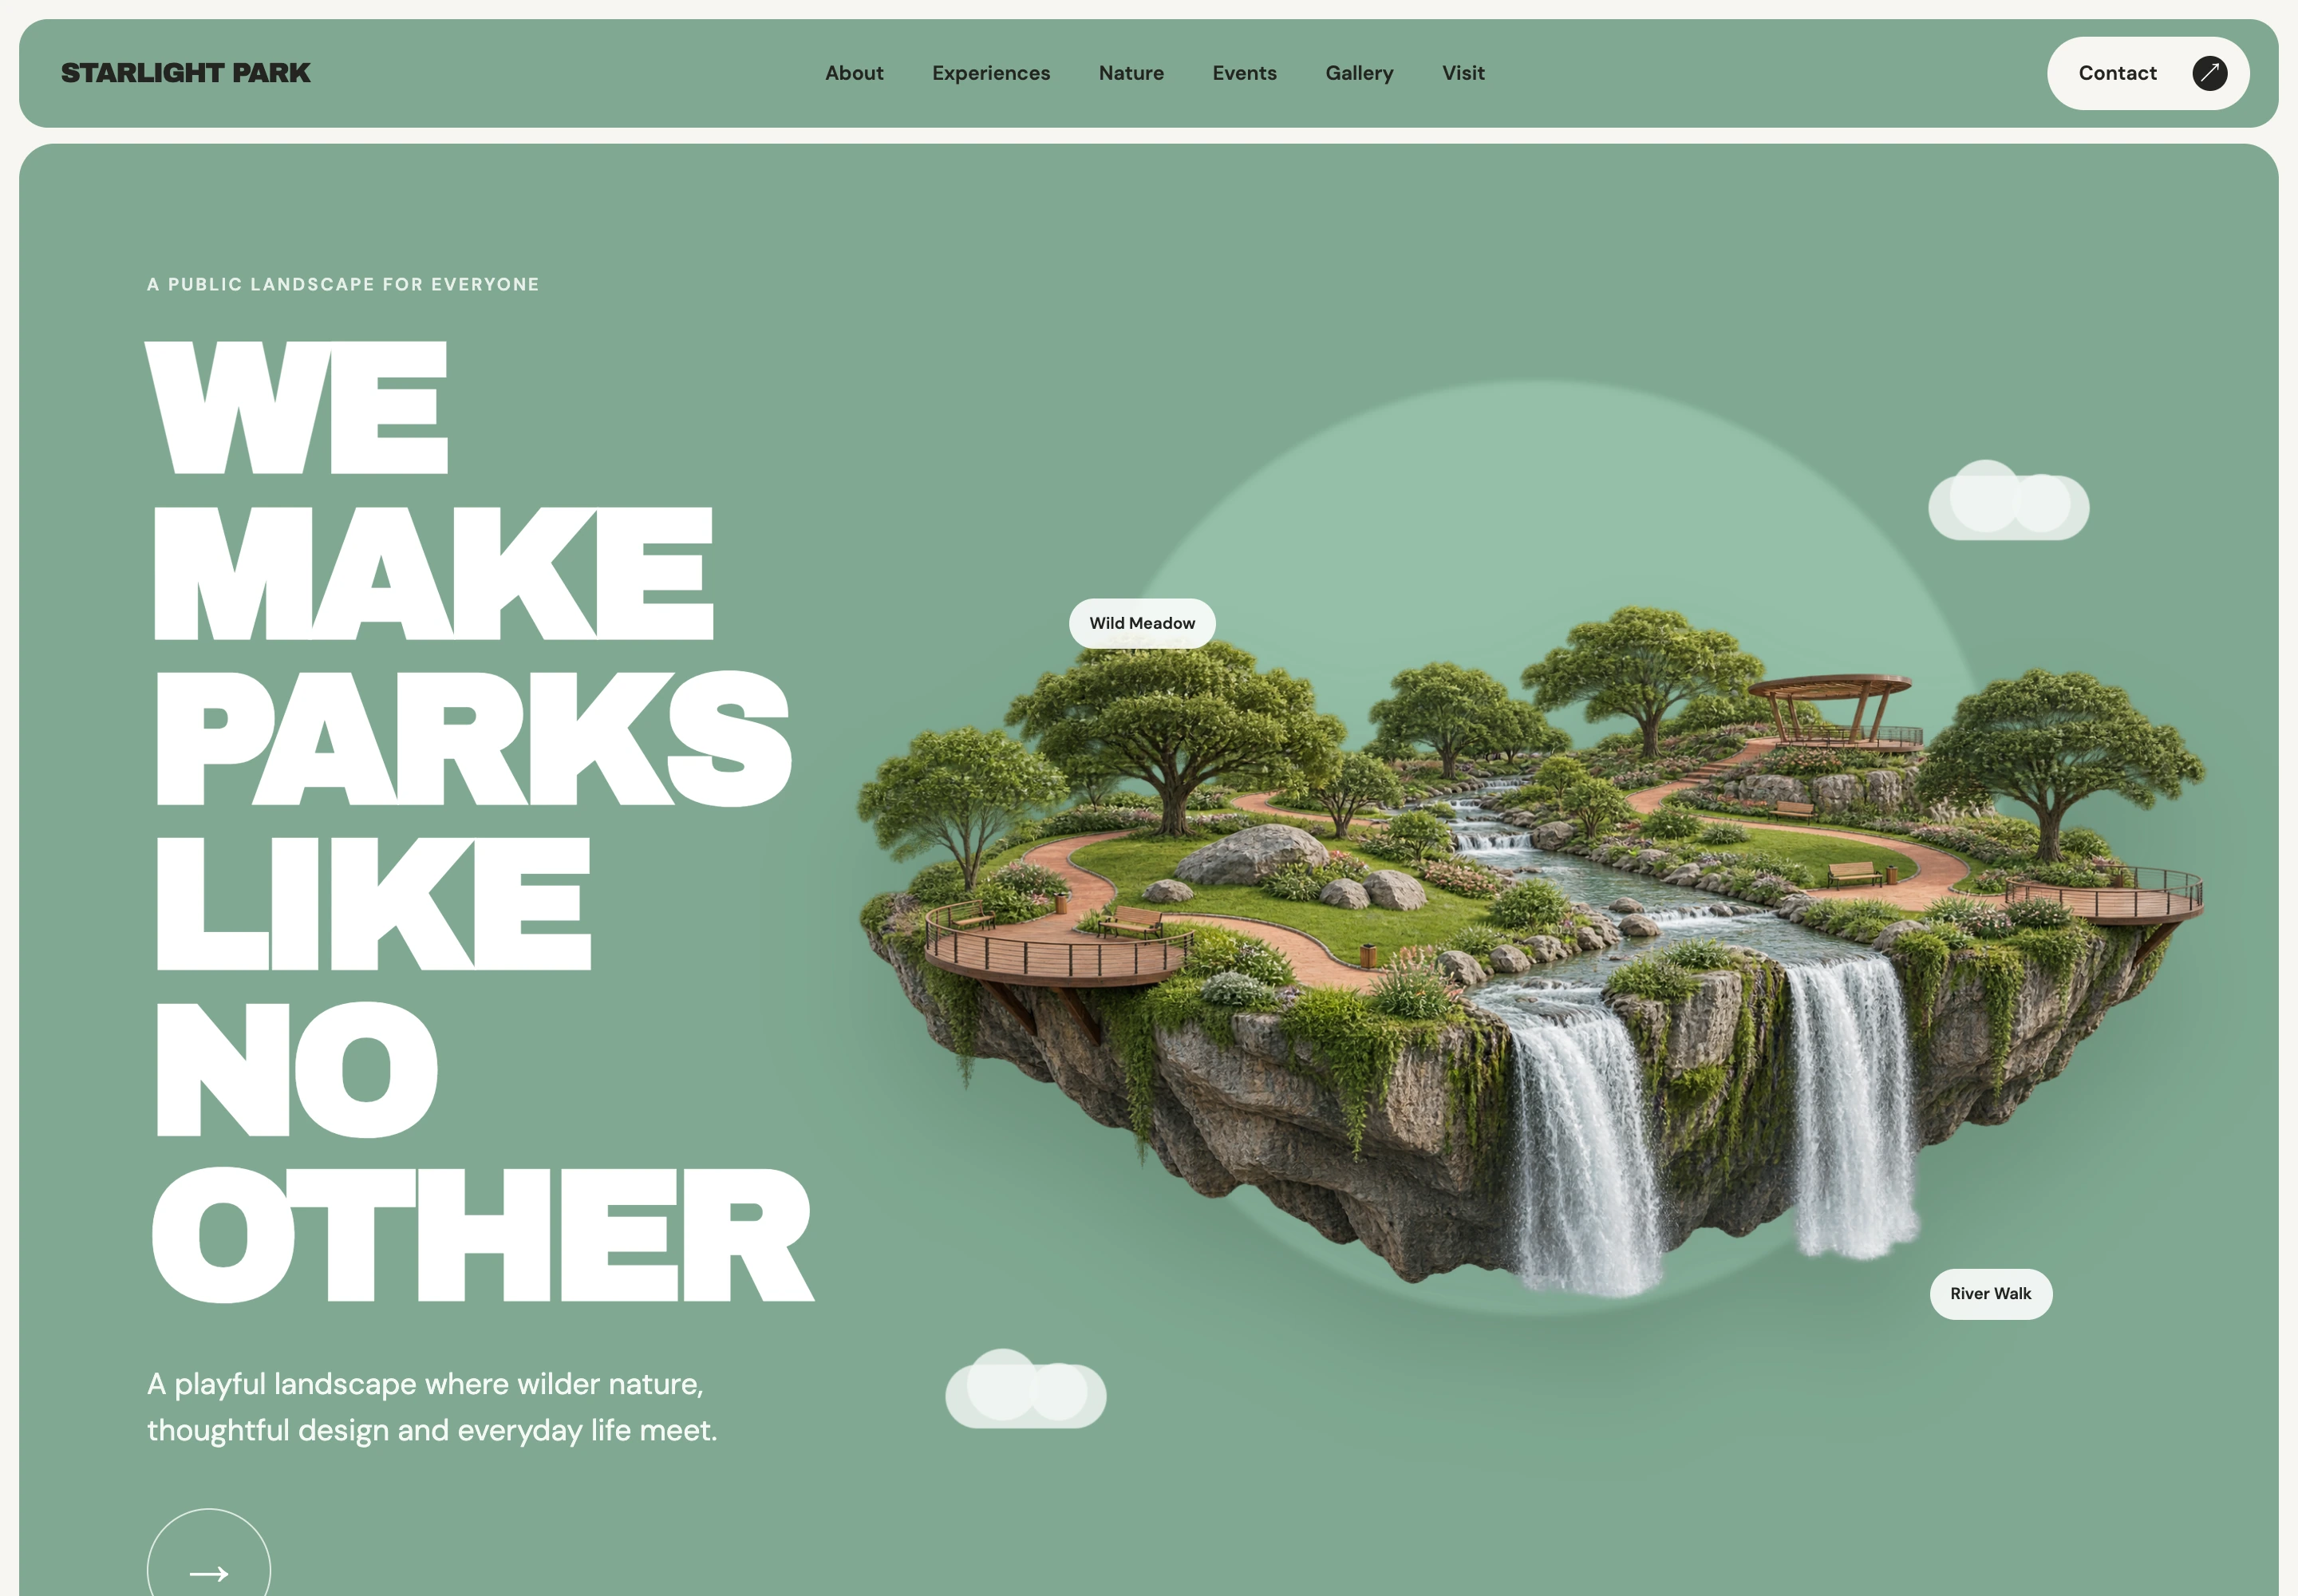 STARLIGHT PARK
About Experiences Nature Events Gallery Visit
Contact
A PUBLIC LANDSCAPE FOR EVERYONE
WE
MAKE
PARKS
LIKE
NO
OTHER
Wild Meadow
River Walk
A playful landscape where wilder nature,
thoughtful design and everyday life meet.